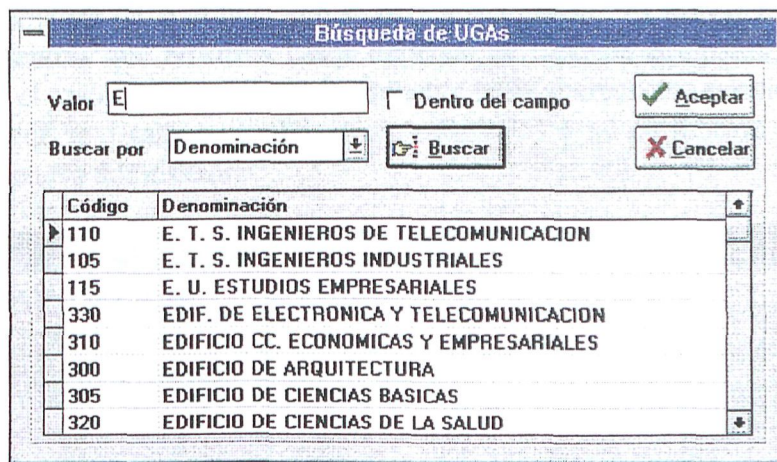 Búsqueda de UGAs
Valor E Dentro del campo Aceptar
Buscar por Denominación Buscar Cancelar
Código Denominación
110 E. T. S. INGENIEROS DE TELECOMUNICACION
105 E. T. S. INGENIEROS INDUSTRIALES
115 E. U. ESTUDIOS EMPRESARIALES
330 EDIF. DE ELECTRONICA Y TELECOMUNICACION
310 EDIFICIO CC. ECONOMICAS Y EMPRESARIALES
300 EDIFICIO DE ARQUITECTURA
305 EDIFICIO DE CIENCIAS BASICAS
320 EDIFICIO DE CIENCIAS DE LA SALUD